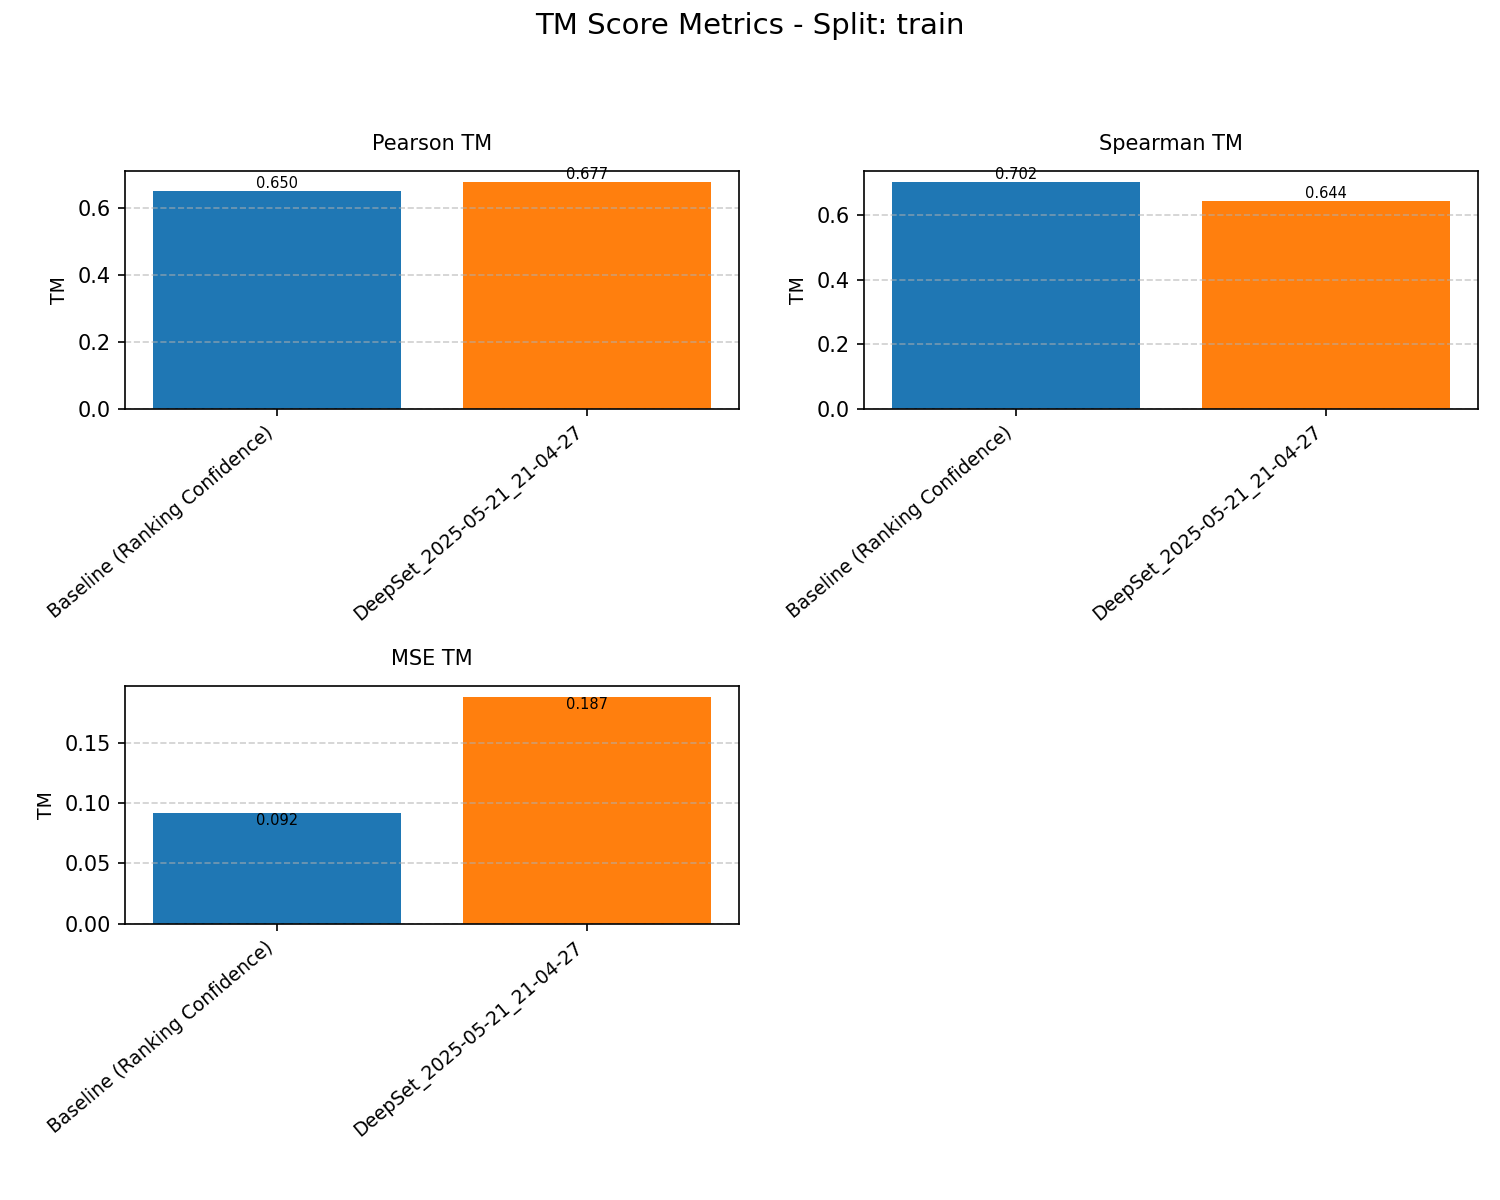 TM Score Metrics - Split: train
Pearson TM
TM
0.6
0.4
0.2
0.0
0.650
0.677
Baseline (Ranking Confidence)
DeepSet_2025-05-21_21-04-27
Spearman TM
TM
0.6
0.4
0.2
0.0
0.702
0.644
Baseline (Ranking Confidence)
DeepSet_2025-05-21_21-04-27
MSE TM
TM
0.15
0.10
0.05
0.00
0.092
0.187
Baseline (Ranking Confidence)
DeepSet_2025-05-21_21-04-27